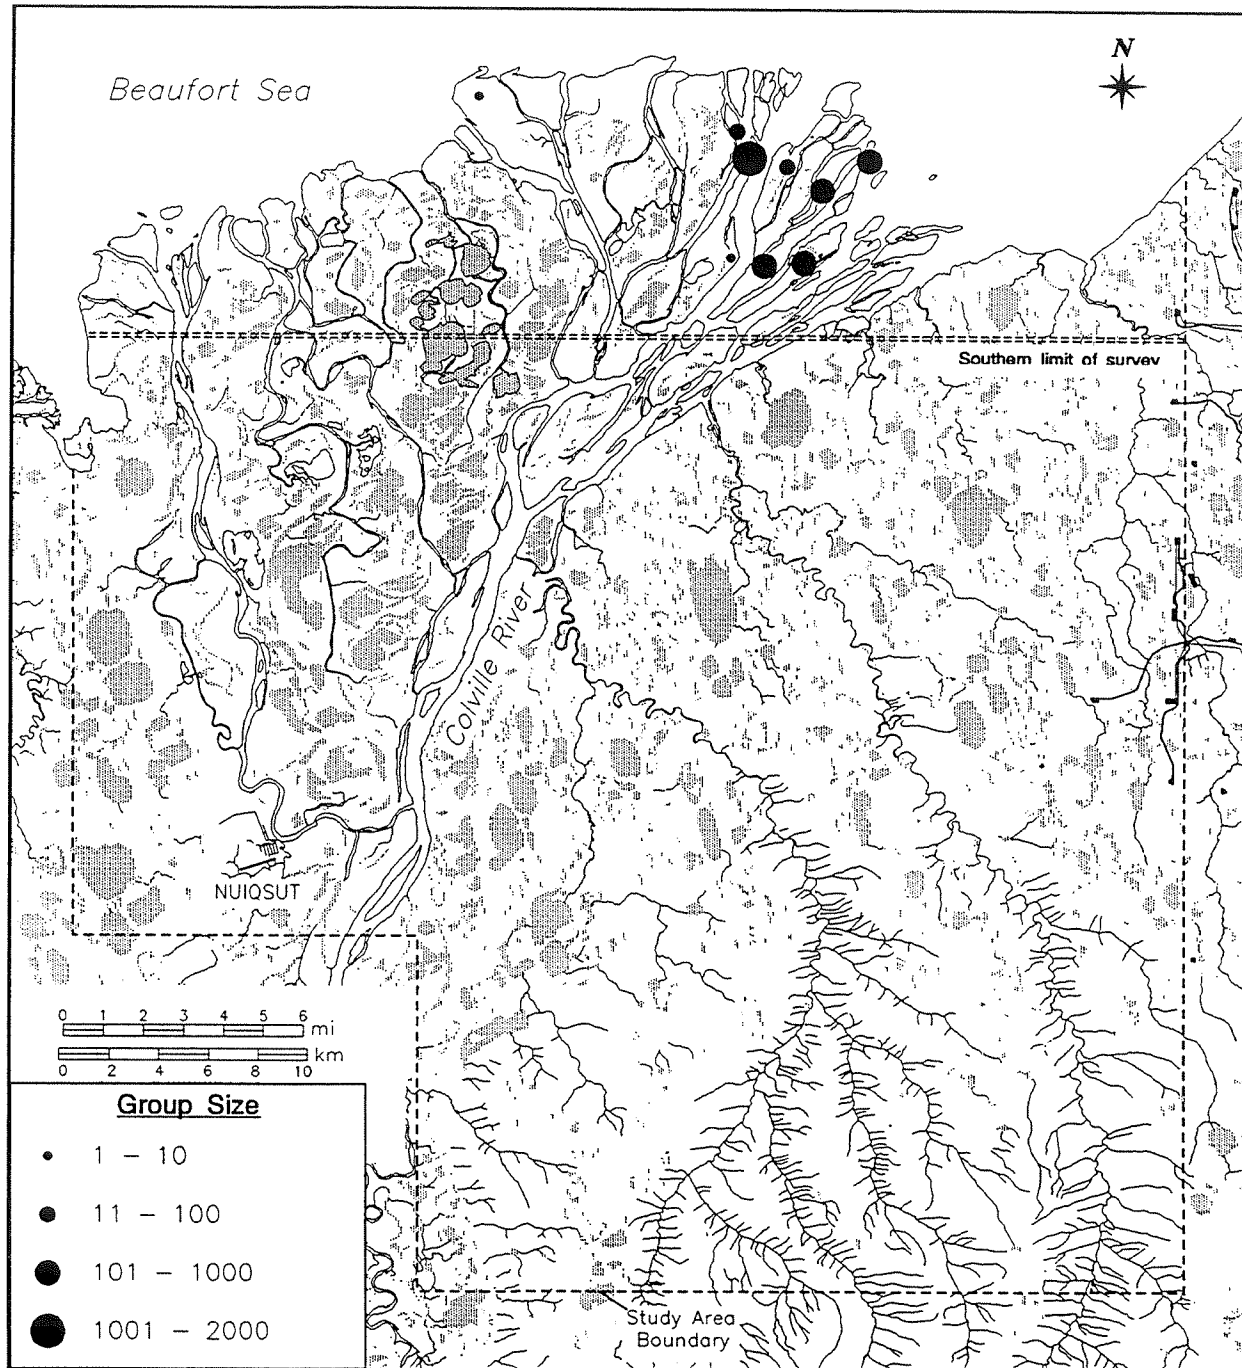 Beaufort Sea
N
Southern limit of survey
Colville River
NUIQSUT
0 1 2 3 4 5 6 mi
km
0 2 4 6 8 10
Group Size
1 – 10
11 – 100
101 – 1000
1001 – 2000
Study Area
Boundary